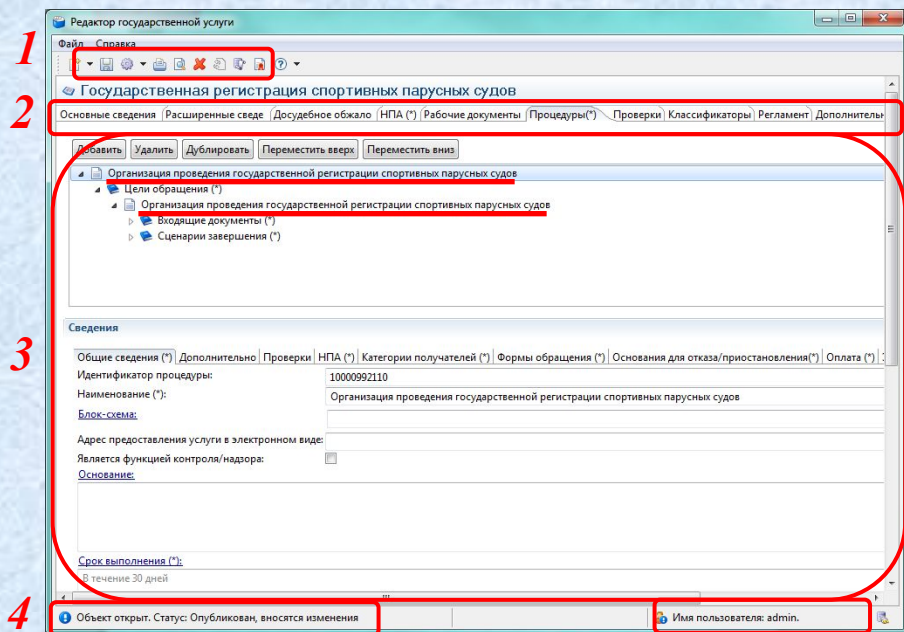 Редактор государственной услуги
1
Файл Справка
Государственная регистрация спортивных парусных судов
2
Основные сведения Расширенные сведе Досудебное обжало НПА (*) Рабочие документы Процедуры(*) Проверки Классификаторы Регламент Дополнительн
Добавить Удалить Дублировать Переместить вверх Переместить вниз
Организация проведения государственной регистрации спортивных парусных судов
Цели обращения (*)
Организация проведения государственной регистрации спортивных парусных судов
Входящие документы (*)
Сценарии завершения (*)
Сведения
3
Общие сведения (*) Дополнительно Проверки НПА (*) Категории получателей (*) Формы обращения (*) Основания для отказа/приостановления(*) Оплата (*)
Идентификатор процедуры: 10000992110
Наименование (*): Организация проведения государственной регистрации спортивных парусных судов
Блок-схема:
Адрес предоставления услуги в электронном виде:
Является функцией контроля/надзора:
Основание:
Срок выполнения (*):
В течение 30 дней
4
Объект открыт. Статус: Опубликован, вносятся изменения Имя пользователя: admin.